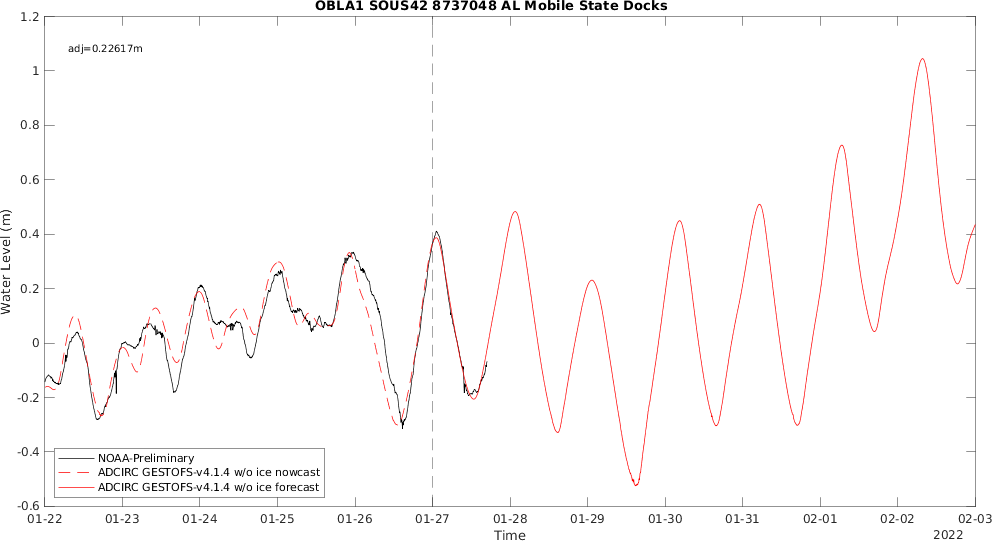 OBLA1 SOUS42 8737048 AL Mobile State Docks
adj=0.22617m
1.2
1
0.8
0.6
0.4
0.2
0
-0.2
-0.4
-0.6
Water Level (m)
NOAA-Preliminary
ADCIRC GESTOFS-v4.1.4 w/o ice nowcast
ADCIRC GESTOFS-v4.1.4 w/o ice forecast
01-22 01-23 01-24 01-25 01-26 01-27 01-28 01-29 01-30 01-31 02-01 02-02 02-03
Time
2022